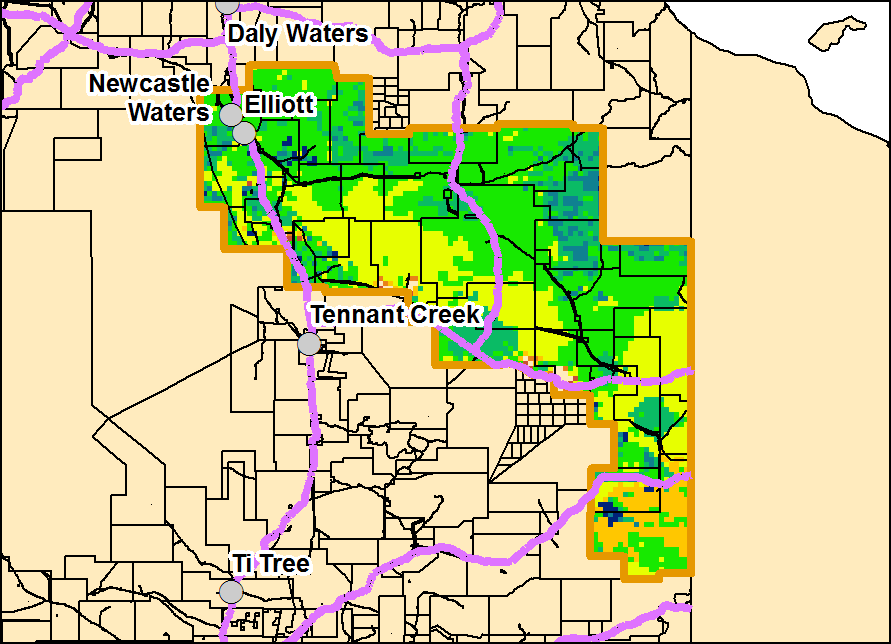 Daly Waters
Newcastle
Waters
Elliott
Tennant Creek
Ti Tree